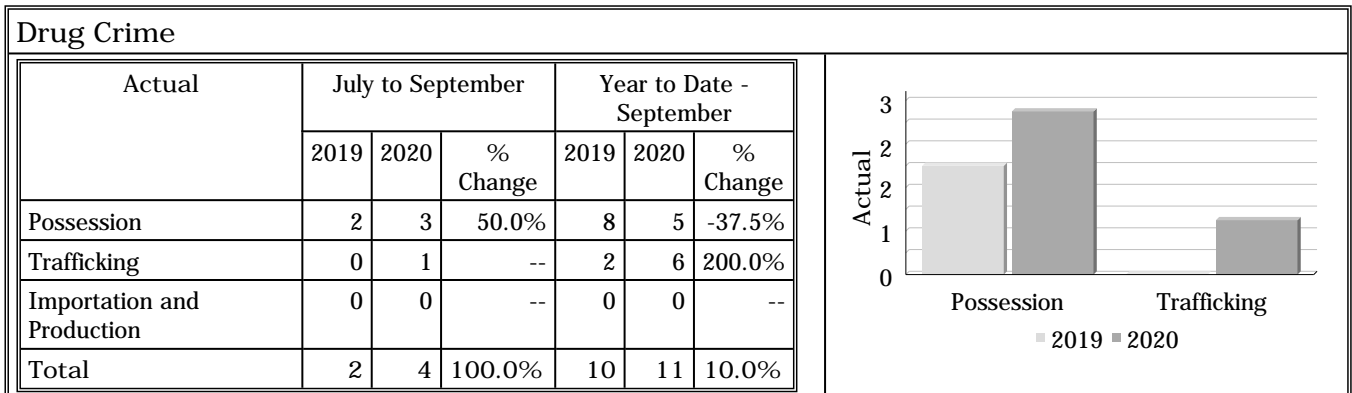 Drug Crime
Actual July to September Year to Date -
September
2019 2020 % Change 2019 2020 % Change
Possession 2 3 50.0% 8 5 -37.5%
Trafficking 0 1 -- 2 6 200.0%
Importation and
Production 0 0 -- 0 0 --
Total 2 4 100.0% 10 11 10.0%
Actual
3
2
2
1
0
Possession Trafficking
2019 2020